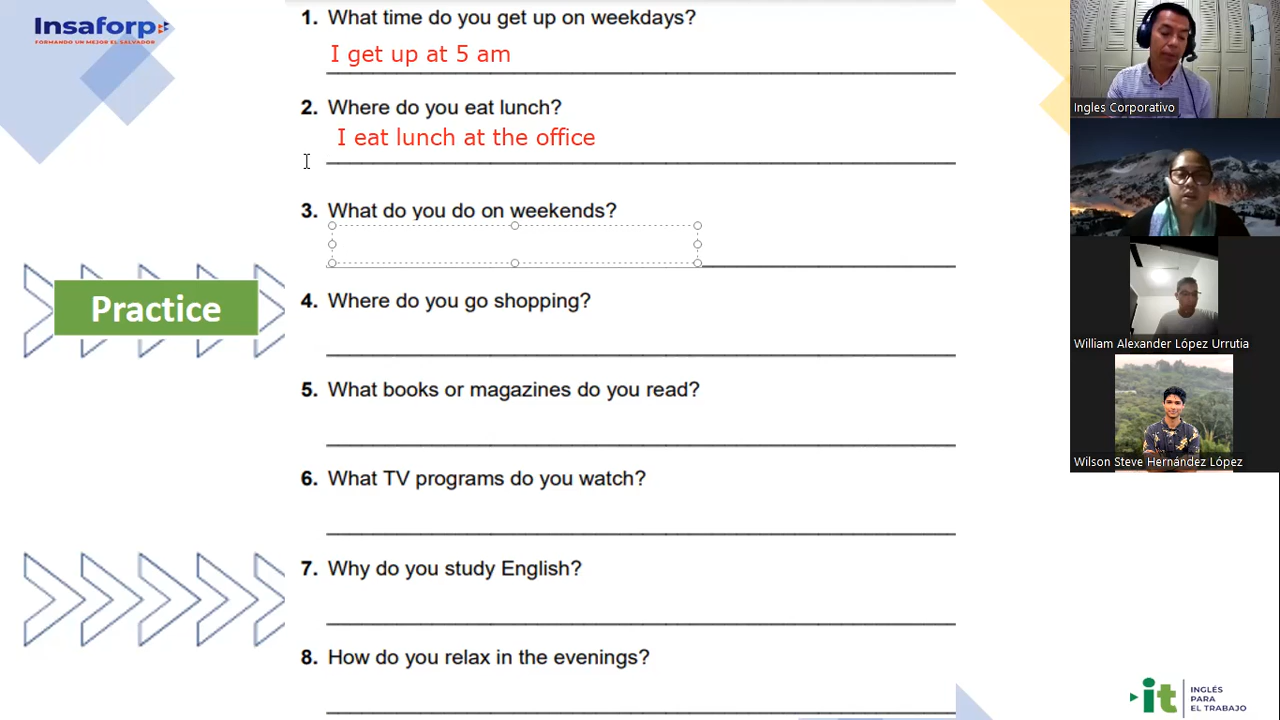 Insaforp
FORMANDO UN MEJOR EL SALVADOR
1. What time do you get up on weekdays?
I get up at 5 am
2. Where do you eat lunch?
I eat lunch at the office
3. What do you do on weekends?
4. Where do you go shopping?
5. What books or magazines do you read?
6. What TV programs do you watch?
7. Why do you study English?
8. How do you relax in the evenings?
Practice
Ingles Corporativo
William Alexander López Urrutia
Wilson Steve Hernández López
it
INGLÉS
PARA
EL TRABAJO